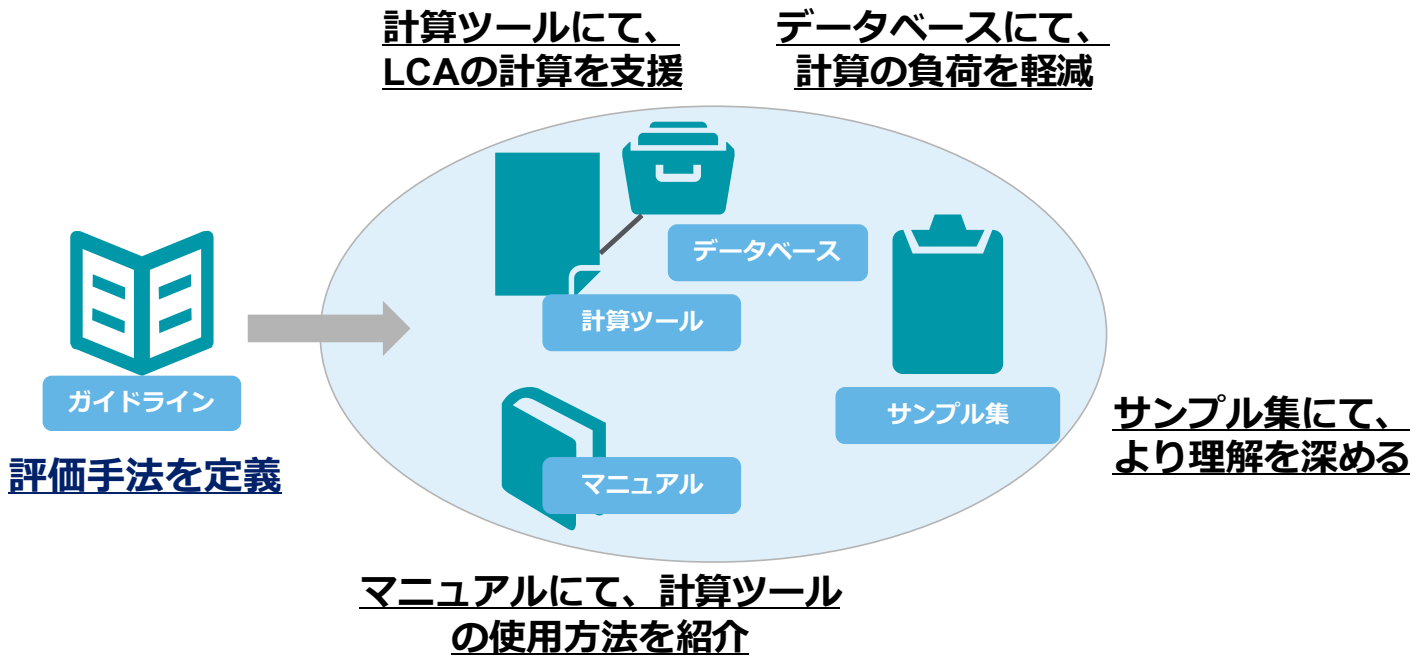 計算ツールにて、
LCAの計算を支援
データベースにて、
計算の負荷を軽減
データベース
計算ツール
ガイドライン
評価手法を定義
サンプル集
サンプル集にて、
より理解を深める
マニュアル
マニュアルにて、計算ツール
の使用方法を紹介